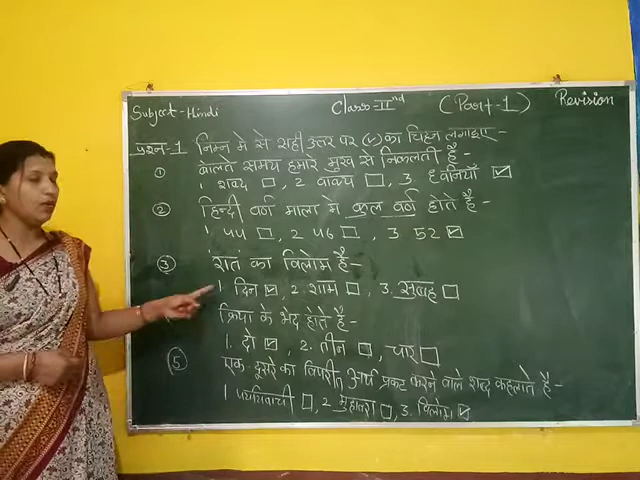 Subject-Hindi Class-IInd (Part-1) Revision
प्रश्न-1 निम्न मे से सही उत्तर पर (✓) का चिह्न लगाइए-
① बोलते समय हमारे मुख से निकलती है-
1. शब्द ☐, 2 वाक्य ☐, 3 ध्वनियाँ ☑
② हिन्दी वर्ण माला मे कुल वर्ण होते है-
1. 44 ☐, 2 46 ☐, 3 52 ☑
③ रात का विलोम है-
1. दिन ☑, 2. शाम ☐, 3. सुबह ☐
क्रिया के भेद होते है-
1. दो ☑, 2. तीन ☐, चार ☐
⑤ एक-दूसरे का विपरीत अर्थ प्रकट करने वाले शब्द कहलाते है-
1 पर्यायवाची ☐, 2 मुहावरा ☐, 3. विलोम ☑